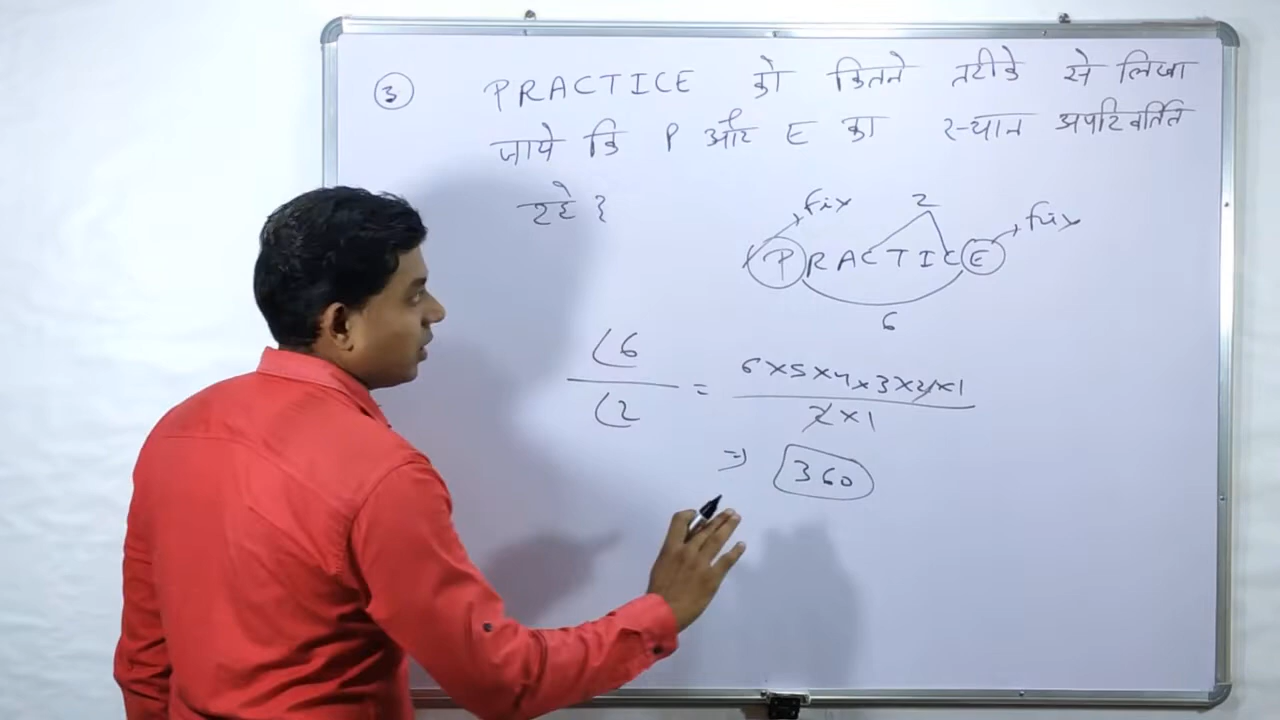 ③ PRACTICE को कितने तरीके से लिखा
जाये कि P और E का स्थान अपरिवर्तित
रहे ?
fix 2 fix
PRACTICE
6
⌊6 / ⌊2 = 6×5×4×3×2×1 / 2×1
⇒ 360